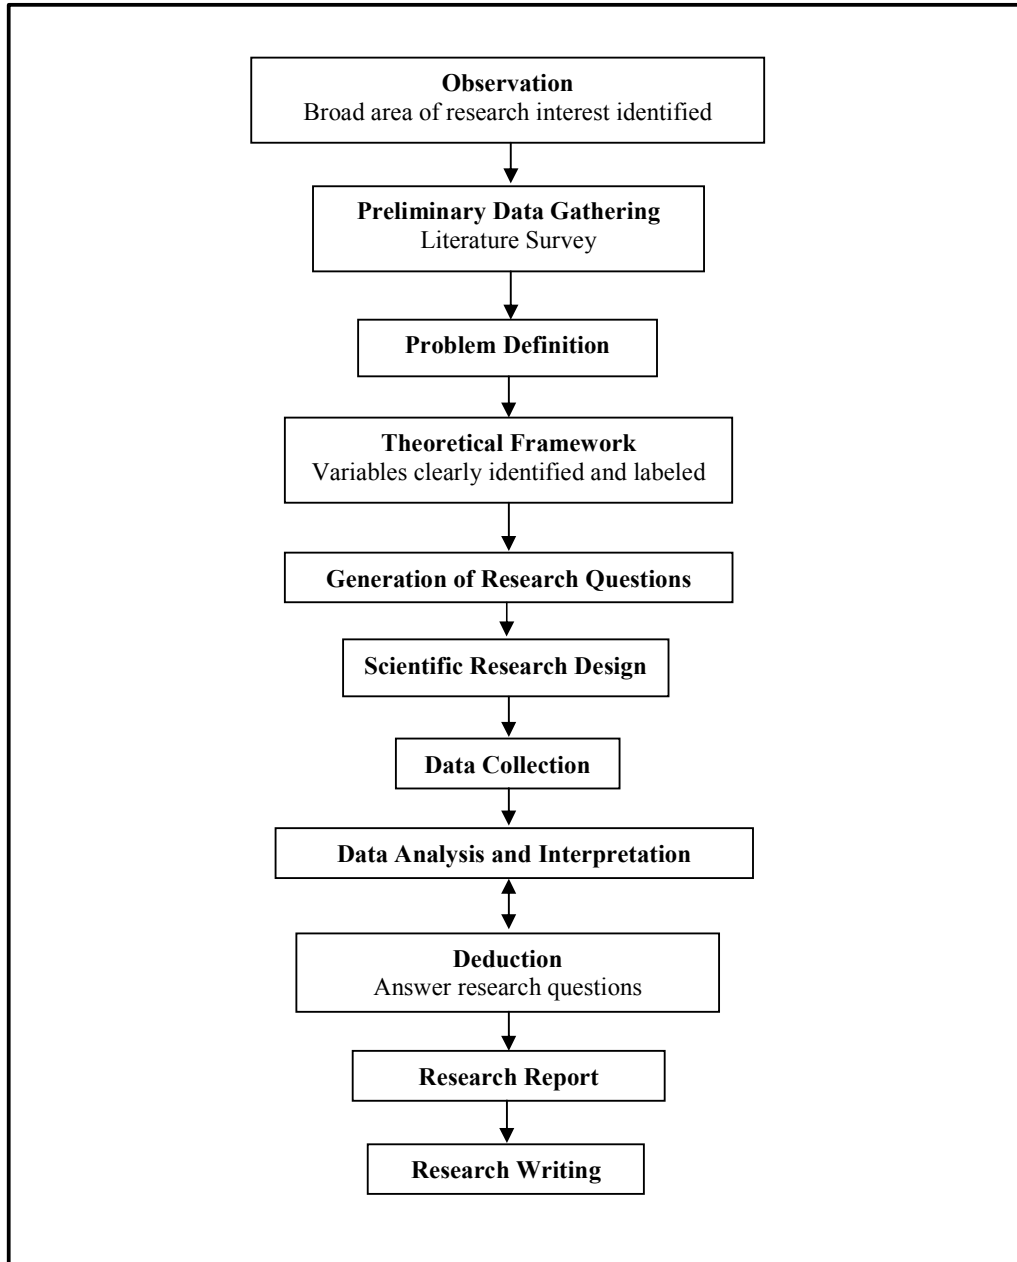 Observation
Broad area of research interest identified
Preliminary Data Gathering
Literature Survey
Problem Definition
Theoretical Framework
Variables clearly identified and labeled
Generation of Research Questions
Scientific Research Design
Data Collection
Data Analysis and Interpretation
Deduction
Answer research questions
Research Report
Research Writing